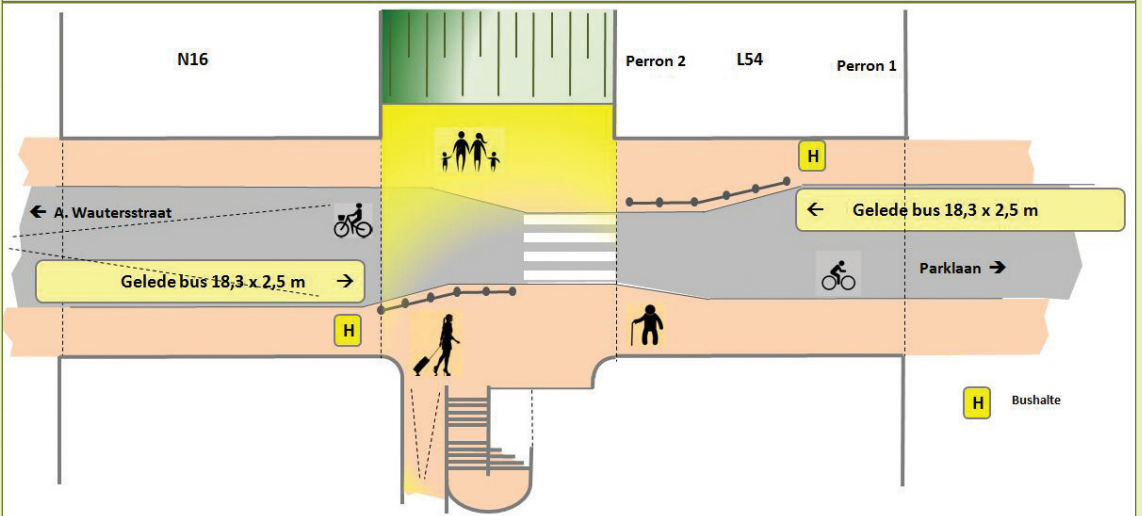 N16
Perron 2
L54
Perron 1
H
← A. Wautersstraat
← Gelede bus 18,3 x 2,5 m
Gelede bus 18,3 x 2,5 m →
Parklaan →
H
H Bushalte